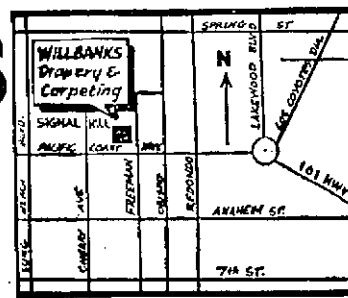 SPRING ST
WILLBANKS
Drapery &
Carpeting
N
LAKEWOOD BLV
LOS COYOTES DIA.
SIGNAL HILL
PACIFIC COAST HWY
101 HWY
CHERRY AVE
FREEMAN
REDONDO
ANAHEIM ST.
7TH ST.